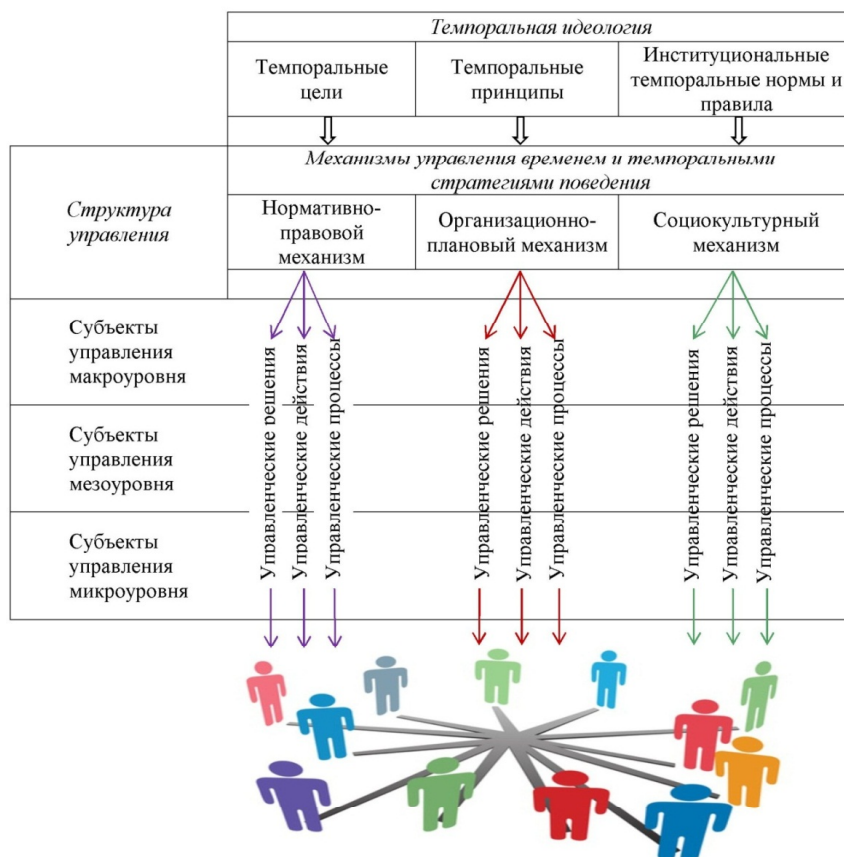 Темпоральная идеология
Темпоральные
цели
Темпоральные
принципы
Институциональные
темпоральные нормы и
правила
Структура
управления
Механизмы управления временем и темпоральными
стратегиями поведения
Нормативно-
правовой
механизм
Организационно-
плановый механизм
Социокультурный
механизм
Субъекты
управления
макроуровня
Субъекты
управления
мезоуровня
Субъекты
управления
микроуровня
Управленческие решения
Управленческие действия
Управленческие процессы
Управленческие решения
Управленческие действия
Управленческие процессы
Управленческие решения
Управленческие действия
Управленческие процессы